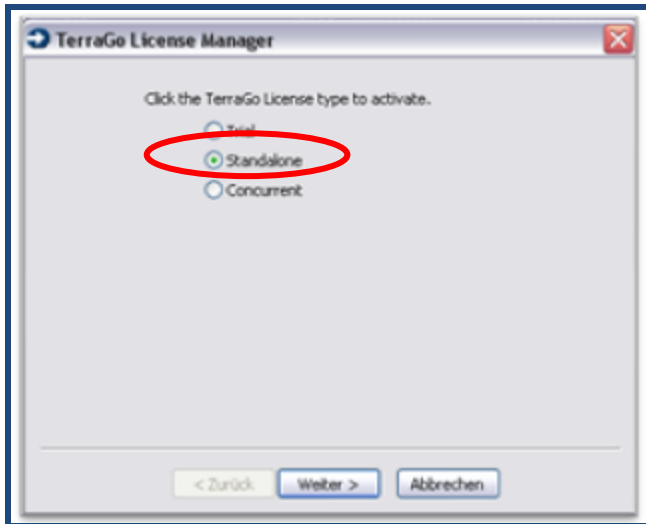 TerraGo License Manager
Click the TerraGo License type to activate.
Trial
Standalone
Concurrent
< Zurück
Weiter >
Abbrechen